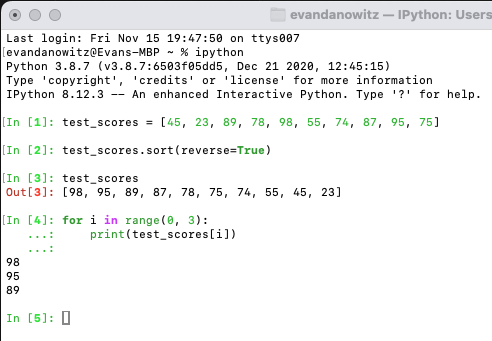 evandanowitz — IPython: Users
Last login: Fri Nov 15 19:47:50 on ttys007
[evandanowitz@Evans-MBP ~ % ipython
Python 3.8.7 (v3.8.7:6503f05dd5, Dec 21 2020, 12:45:15)
Type 'copyright', 'credits' or 'license' for more information
IPython 8.12.3 -- An enhanced Interactive Python. Type '?' for help.
[In [1]: test_scores = [45, 23, 89, 78, 98, 55, 74, 87, 95, 75]
[In [2]: test_scores.sort(reverse=True)
[In [3]: test_scores
Out[3]: [98, 95, 89, 87, 78, 75, 74, 55, 45, 23]
[In [4]: for i in range(0, 3):
...:     print(test_scores[i])
...:
98
95
89
In [5]: